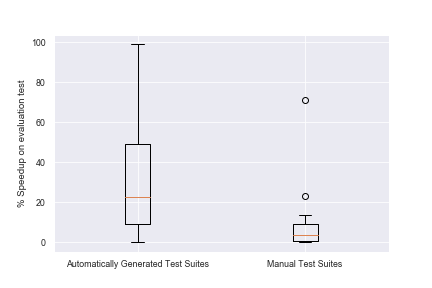 100
80
60
40
20
0
% Speedup on evaluation test
Automatically Generated Test Suites
Manual Test Suites